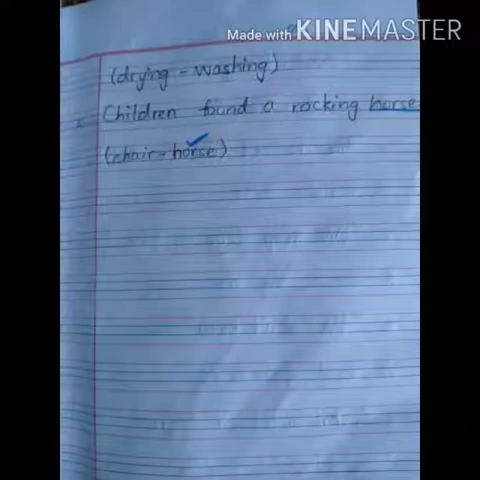 Made with KINEMASTER
(drying - washing)
Children found a rocking horse
(chair - horse)